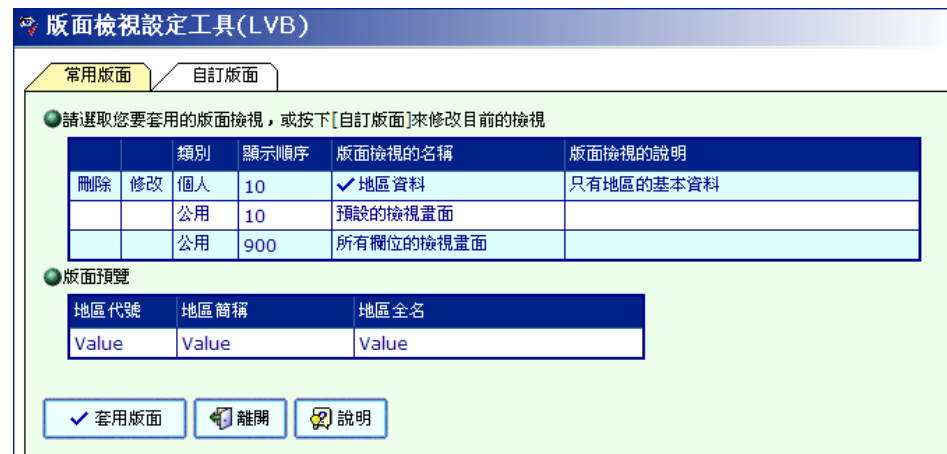 版面檢視設定工具(LVB)
常用版面 自訂版面
請選取您要套用的版面檢視，或按下[自訂版面]來修改目前的檢視
類別 顯示順序 版面檢視的名稱 版面檢視的說明
刪除 修改 個人 10 ✓地區資料 只有地區的基本資料
公用 10 預設的檢視畫面
公用 900 所有欄位的檢視畫面
版面預覽
地區代號 地區簡稱 地區全名
Value Value Value
✓ 套用版面 離開 說明